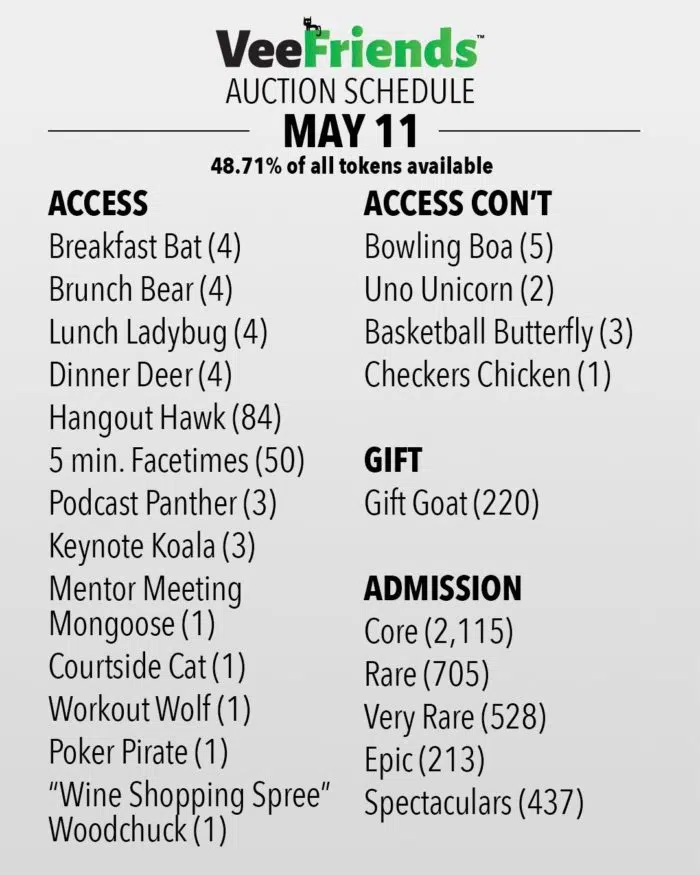 VeeFriends™
AUCTION SCHEDULE
MAY 11
48.71% of all tokens available
ACCESS
Breakfast Bat (4)
Brunch Bear (4)
Lunch Ladybug (4)
Dinner Deer (4)
Hangout Hawk (84)
5 min. Facetimes (50)
Podcast Panther (3)
Keynote Koala (3)
Mentor Meeting
Mongoose (1)
Courtside Cat (1)
Workout Wolf (1)
Poker Pirate (1)
“Wine Shopping Spree”
Woodchuck (1)
ACCESS CON’T
Bowling Boa (5)
Uno Unicorn (2)
Basketball Butterfly (3)
Checkers Chicken (1)
GIFT
Gift Goat (220)
ADMISSION
Core (2,115)
Rare (705)
Very Rare (528)
Epic (213)
Spectaculars (437)